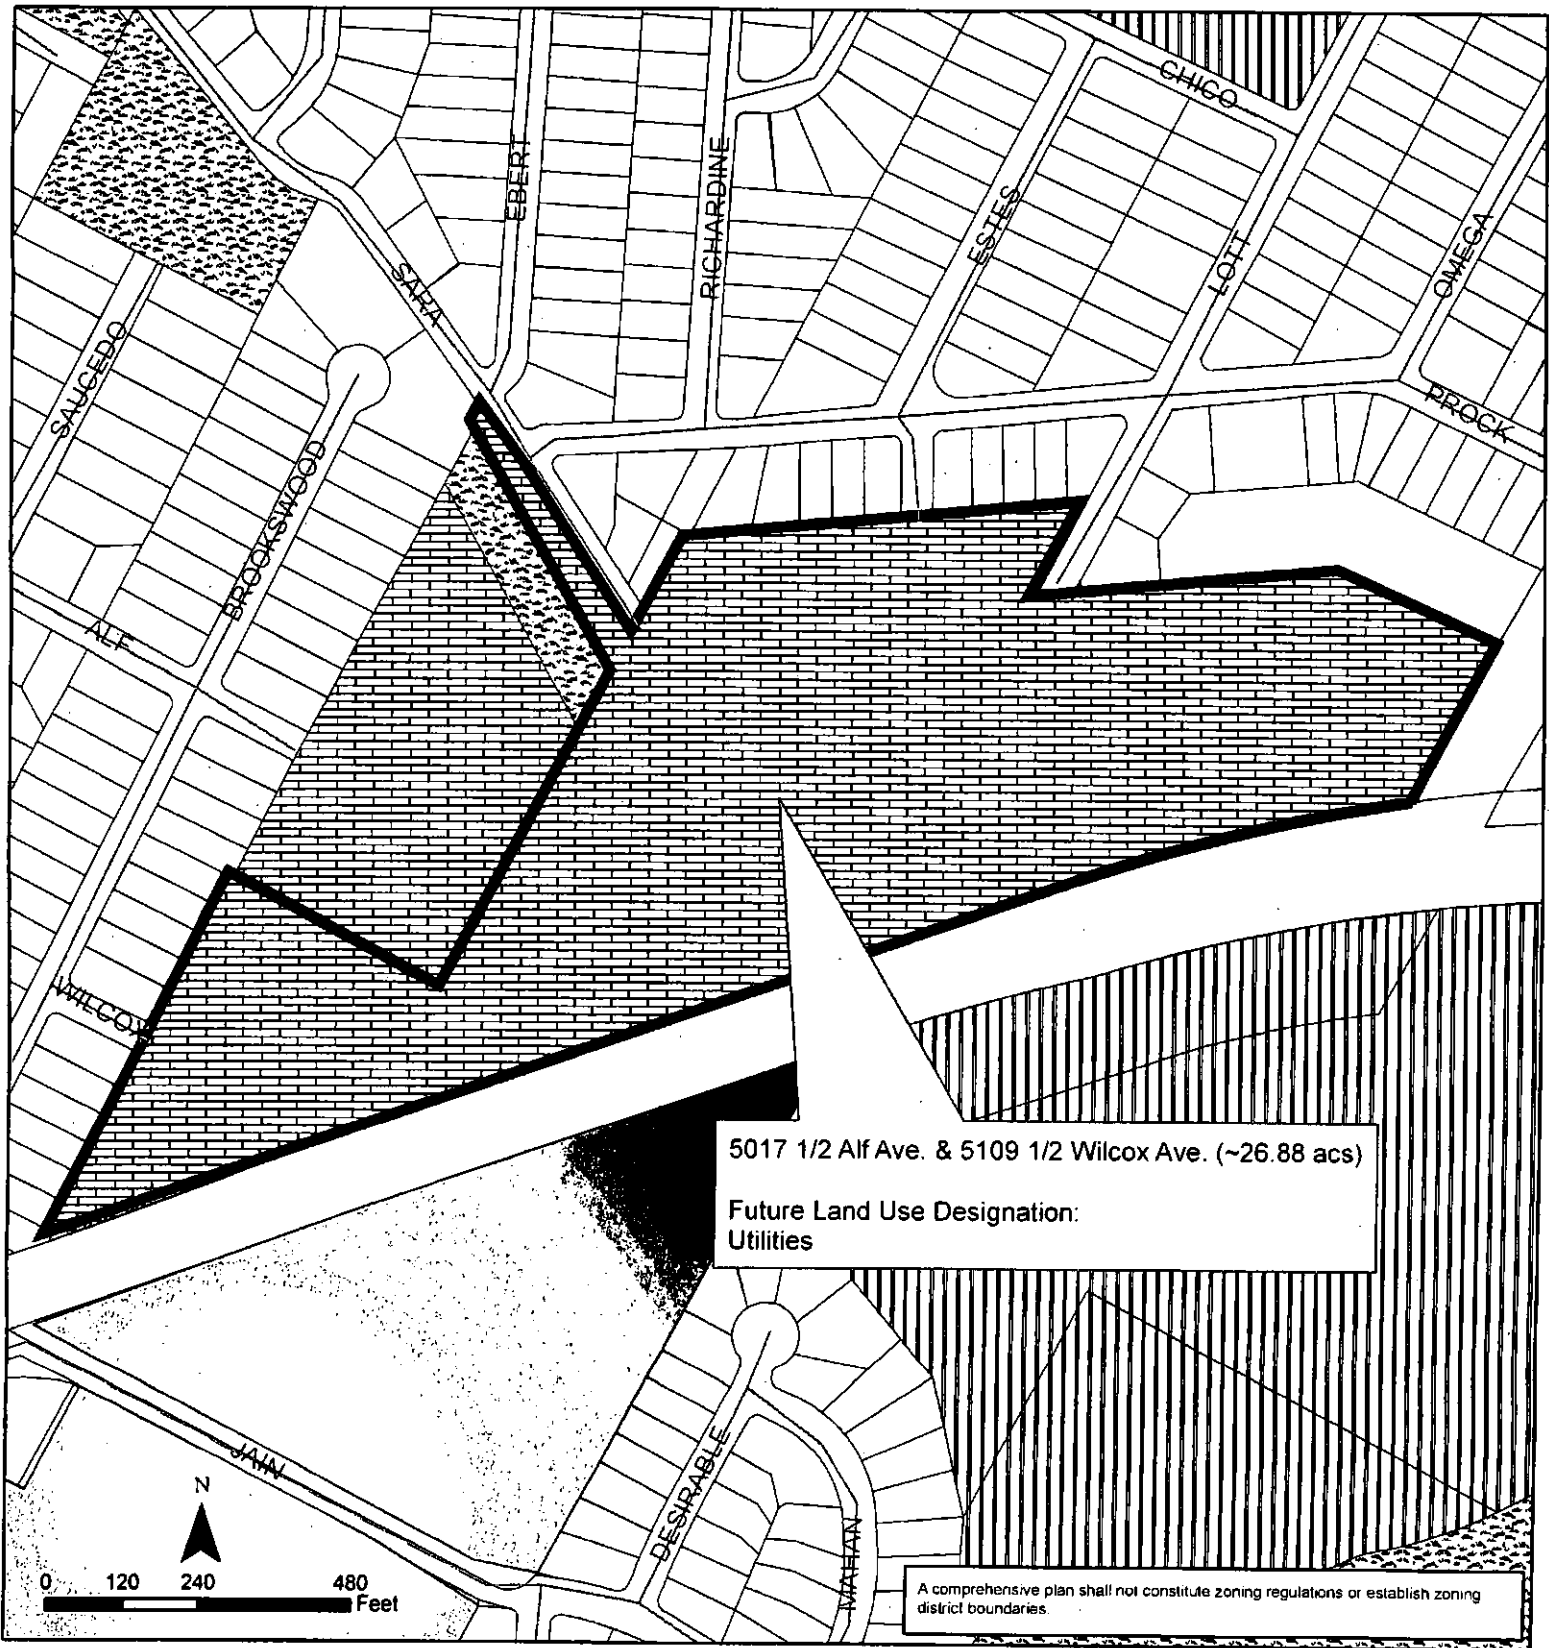 CHICO
EBERT
RICHARDINE
ESTES
LOTT
OMEGA
SARA
SAUCEDO
PROCK
BROOKSWOOD
ALF
WILCOX
5017 1/2 Alf Ave. & 5109 1/2 Wilcox Ave. (~26.88 acs)
Future Land Use Designation:
Utilities
JAIN
DESIRABLE
MAHAN
N
0 120 240 480
Feet
A comprehensive plan shall not constitute zoning regulations or establish zoning
district boundaries.